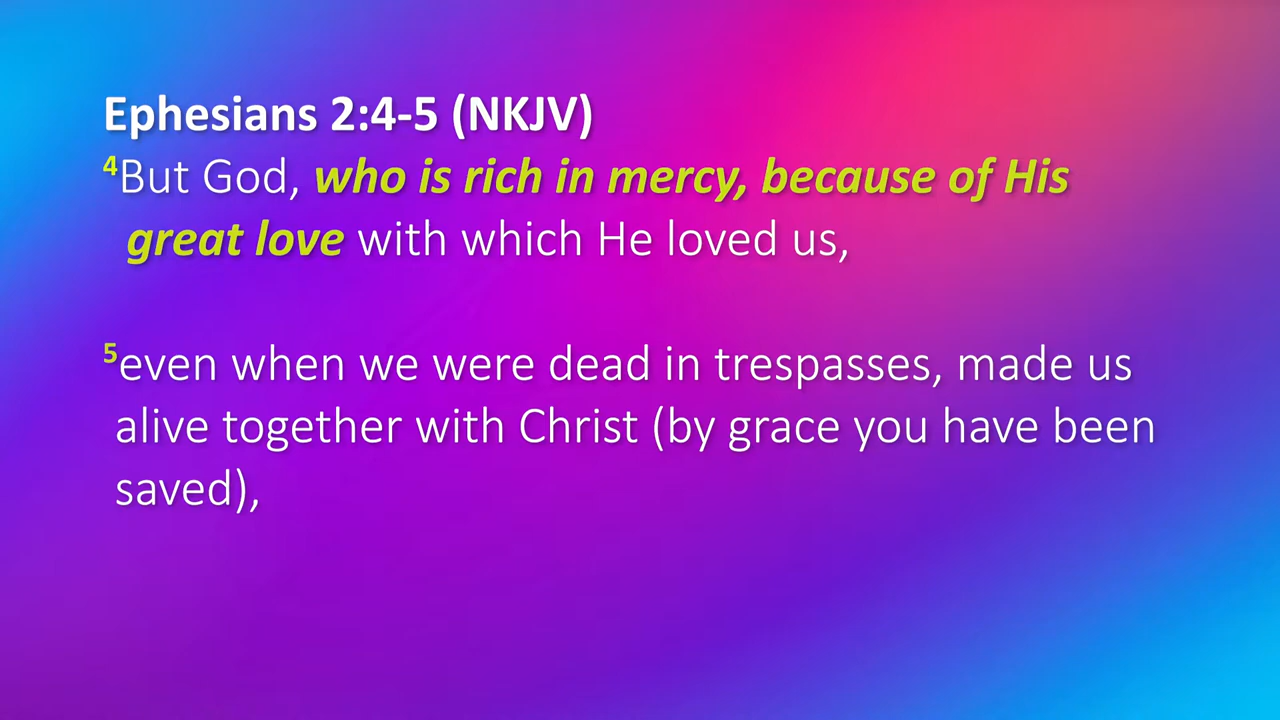 Ephesians 2:4-5 (NKJV)
4But God, who is rich in mercy, because of His
great love with which He loved us,
5even when we were dead in trespasses, made us
alive together with Christ (by grace you have been
saved),